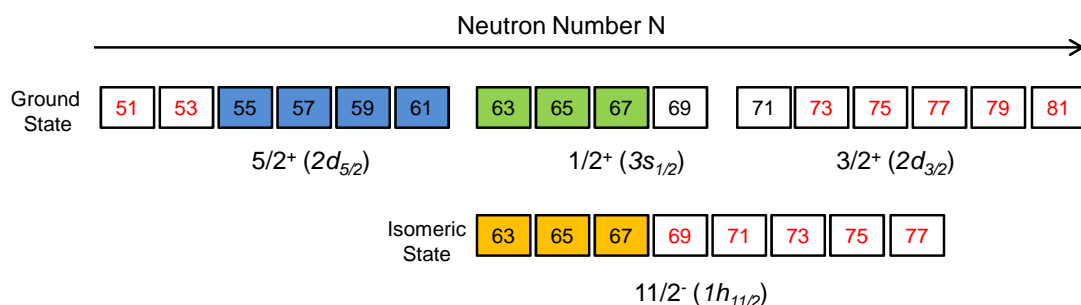 Neutron Number N
Ground State 51 53 55 57 59 61 63 65 67 69 71 73 75 77 79 81
5/2⁺ (2d₅/₂) 1/2⁺ (3s₁/₂) 3/2⁺ (2d₃/₂)
Isomeric State 63 65 67 69 71 73 75 77
11/2⁻ (1h₁₁/₂)